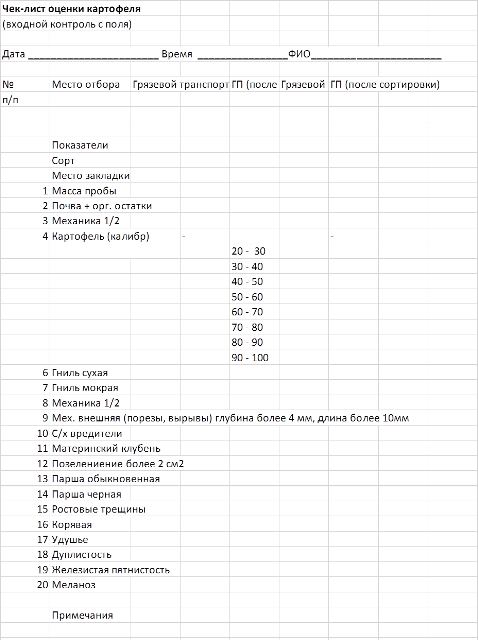 Чек-лист оценки картофеля
(входной контроль с поля)
Дата ______________________ Время _______________ФИО______________________
№ Место отбора Грязевой транспорт ГП (после Грязевой ГП (после сортировки)
п/п
Показатели
Сорт
Место закладки
1 Масса пробы
2 Почва + орг. остатки
3 Механика 1/2
4 Картофель (калибр) - -
20 - 30
30 - 40
40 - 50
50 - 60
60 - 70
70 80
80 - 90
90 - 100
6 Гниль сухая
7 Гниль мокрая
8 Механика 1/2
9 Мех. внешняя (порезы, вырывы) глубина более 4 мм, длина более 10мм
10 С/х вредители
11 Материнский клубень
12 Позелениение более 2 см2
13 Парша обыкновенная
14 Парша черная
15 Ростовые трещины
16 Корявая
17 Удушье
18 Дуплистость
19 Железистая пятнистость
20 Меланоз
Примечания